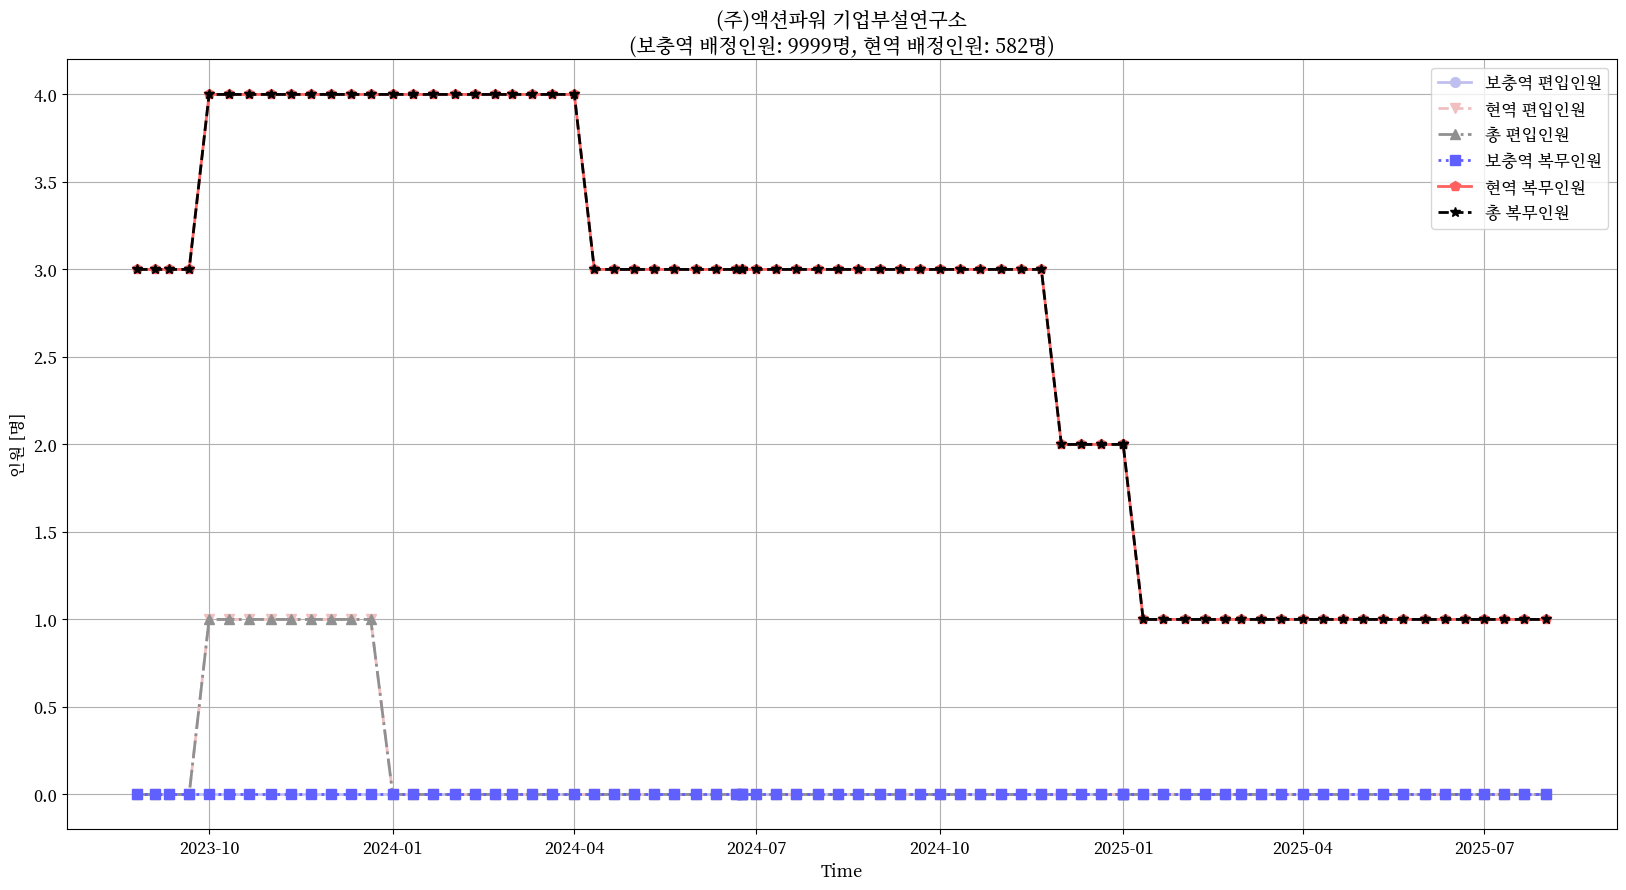 (주)액션파워 기업부설연구소
(보충역 배정인원: 9999명, 현역 배정인원: 582명)
보충역 편입인원
현역 편입인원
총 편입인원
보충역 복무인원
현역 복무인원
총 복무인원
인원 [명]
4.0
3.5
3.0
2.5
2.0
1.5
1.0
0.5
0.0
2023-10 2024-01 2024-04 2024-07 2024-10 2025-01 2025-04 2025-07
Time